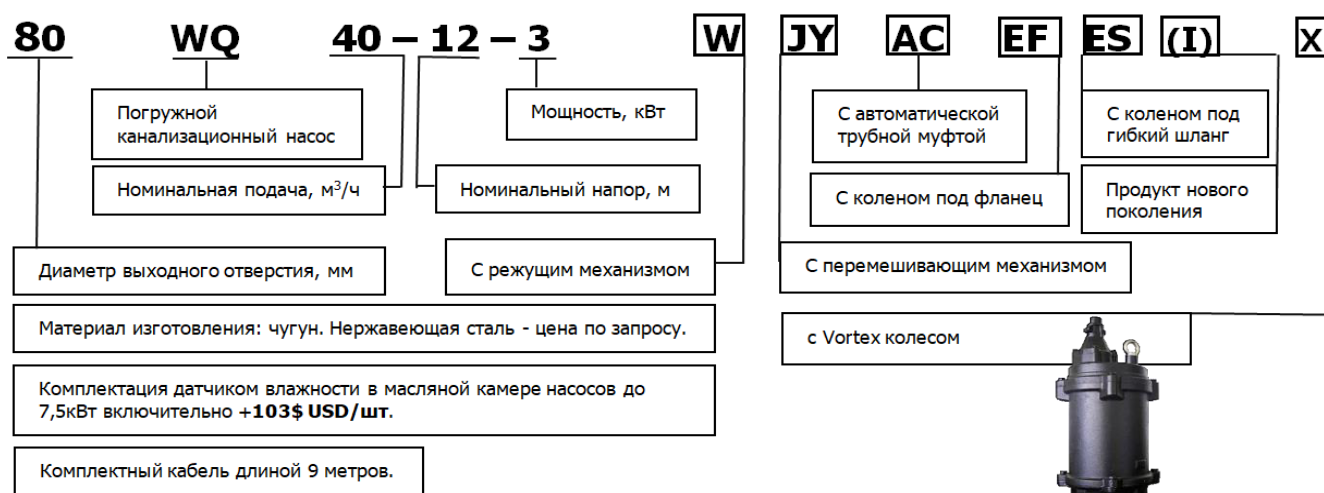 80 WQ 40 – 12 – 3 W JY AC EF ES (I) X
Погружной
канализационный насос
Мощность, кВт
С автоматической
трубной муфтой
С коленом под
гибкий шланг
Номинальная подача, м³/ч
Номинальный напор, м
С коленом под фланец
Продукт нового
поколения
Диаметр выходного отверстия, мм
С режущим механизмом
С перемешивающим механизмом
Материал изготовления: чугун. Нержавеющая сталь - цена по запросу.
с Vortex колесом
Комплектация датчиком влажности в масляной камере насосов до
7,5кВт включительно +103$ USD/шт.
Комплектный кабель длиной 9 метров.